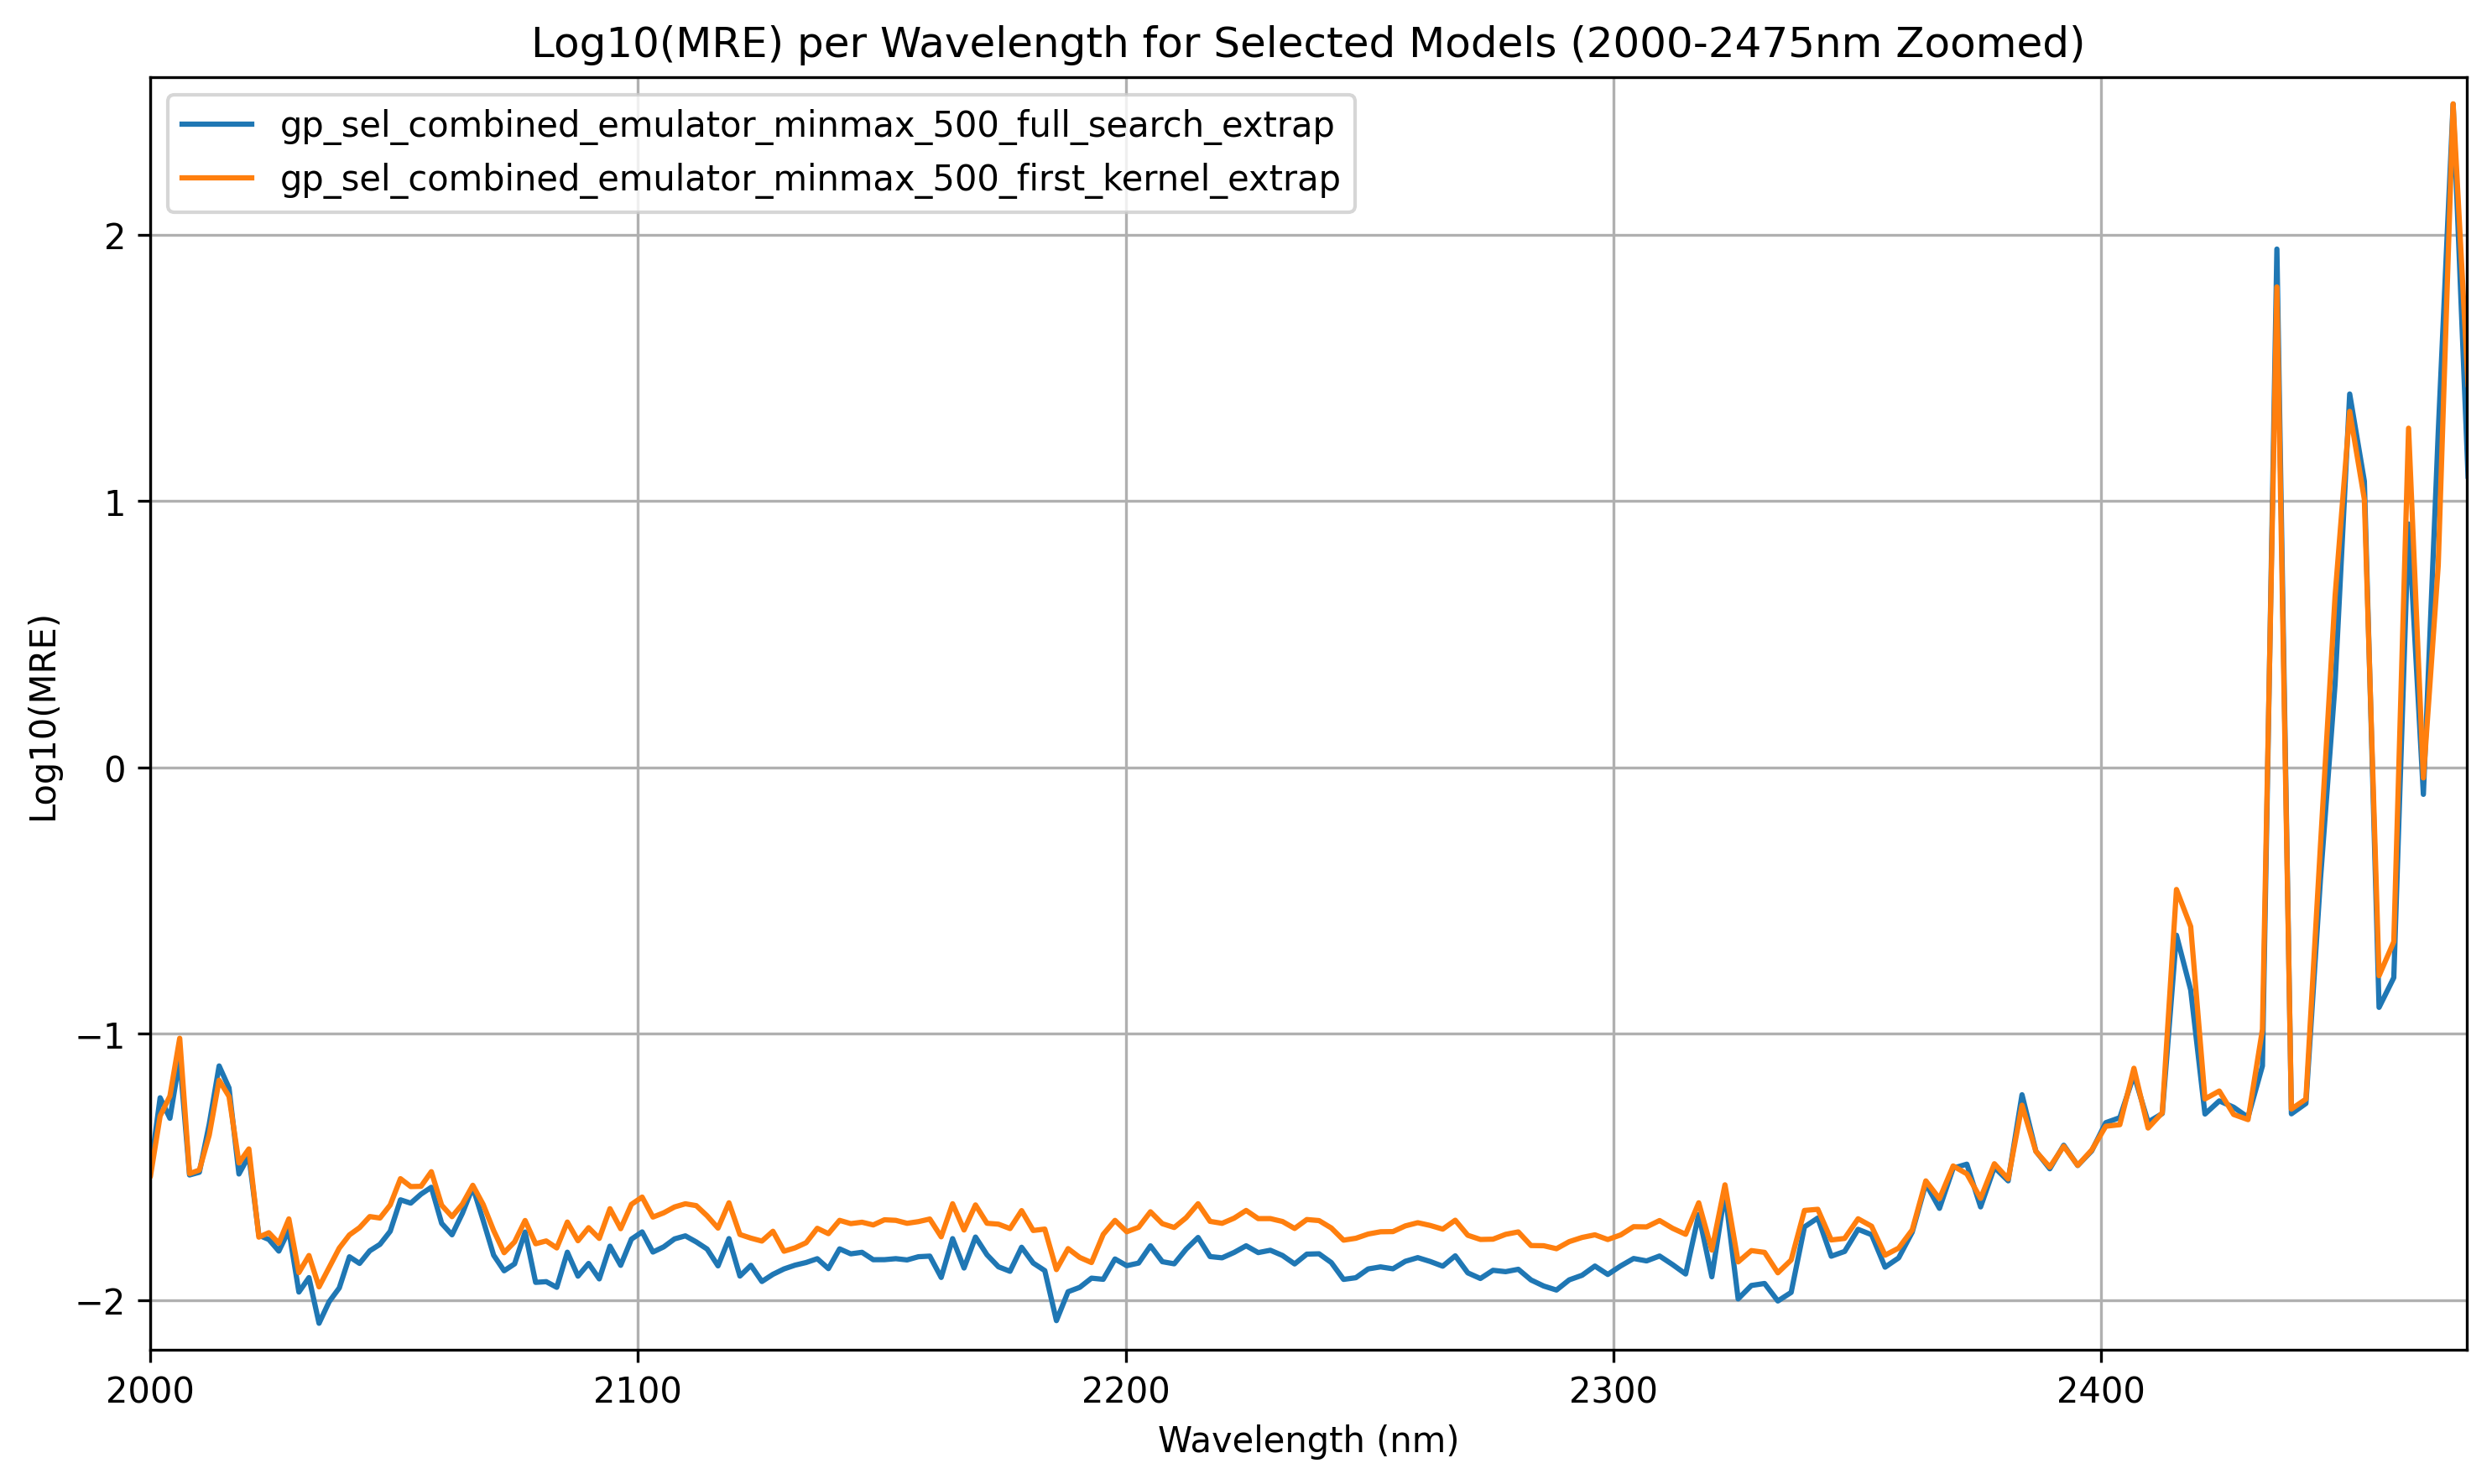 Log10(MRE) per Wavelength for Selected Models (2000-2475nm Zoomed)
gp_sel_combined_emulator_minmax_500_full_search_extrap
gp_sel_combined_emulator_minmax_500_first_kernel_extrap
Log10(MRE)
2
1
0
−1
−2
2000
2100
2200
2300
2400
Wavelength (nm)